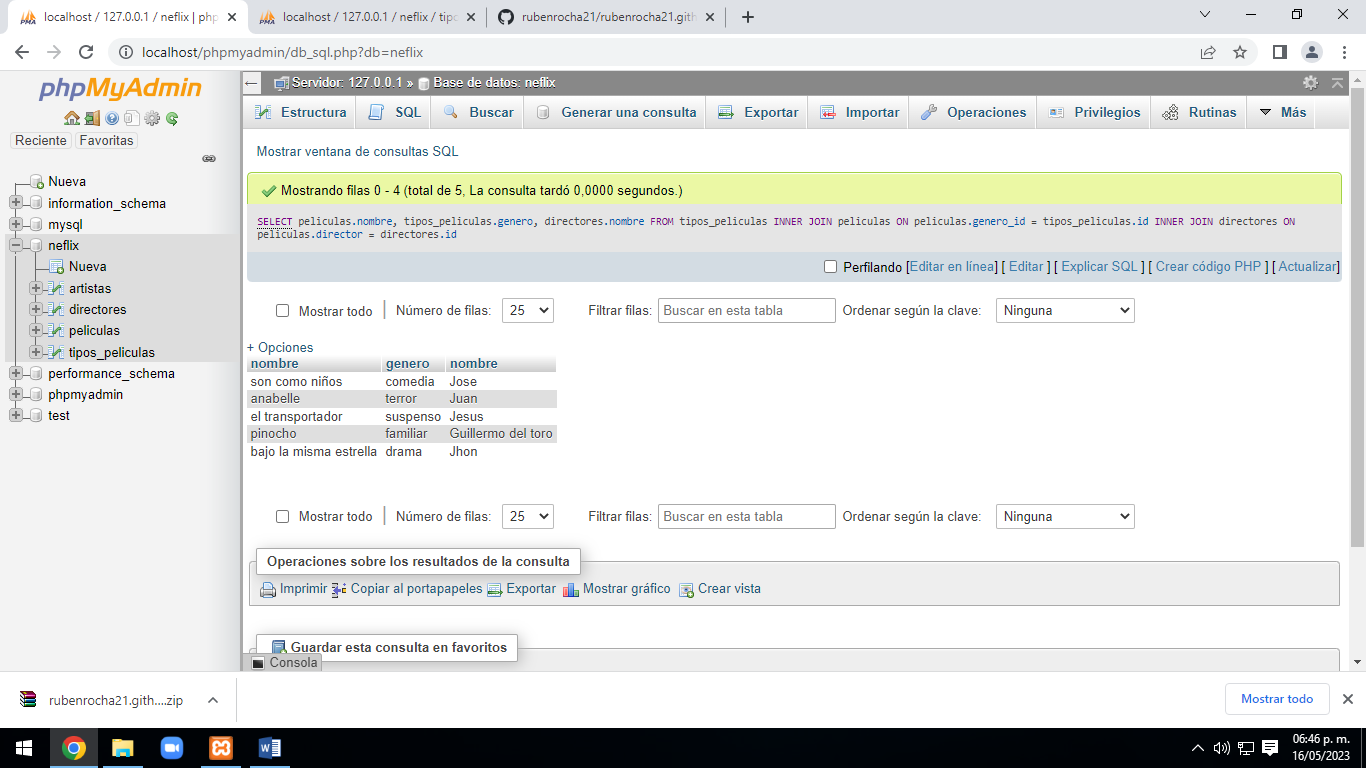 localhost / 127.0.0.1 / neflix | php
localhost / 127.0.0.1 / neflix / tipo
rubenrocha21/rubenrocha21.gith
localhost/phpmyadmin/db_sql.php?db=neflix
phpMyAdmin
Reciente Favoritas
Nueva
information_schema
mysql
neflix
Nueva
artistas
directores
peliculas
tipos_peliculas
performance_schema
phpmyadmin
test
Servidor: 127.0.0.1 » Base de datos: neflix
Estructura SQL Buscar Generar una consulta Exportar Importar Operaciones Privilegios Rutinas Más
Mostrar ventana de consultas SQL
Mostrando filas 0 - 4 (total de 5, La consulta tardó 0,0000 segundos.)
SELECT peliculas.nombre, tipos_peliculas.genero, directores.nombre FROM tipos_peliculas INNER JOIN peliculas ON peliculas.genero_id = tipos_peliculas.id INNER JOIN directores ON
peliculas.director = directores.id
Perfilando [Editar en línea] [ Editar ] [ Explicar SQL ] [ Crear código PHP ] [ Actualizar]
Mostrar todo | Número de filas: 25 Filtrar filas: Buscar en esta tabla Ordenar según la clave: Ninguna
+ Opciones
nombre genero nombre
son como niños comedia Jose
anabelle terror Juan
el transportador suspenso Jesus
pinocho familiar Guillermo del toro
bajo la misma estrella drama Jhon
Mostrar todo | Número de filas: 25 Filtrar filas: Buscar en esta tabla Ordenar según la clave: Ninguna
Operaciones sobre los resultados de la consulta
Imprimir Copiar al portapapeles Exportar Mostrar gráfico Crear vista
Guardar esta consulta en favoritos
Consola
rubenrocha21.gith....zip
Mostrar todo
06:46 p. m.
16/05/2023